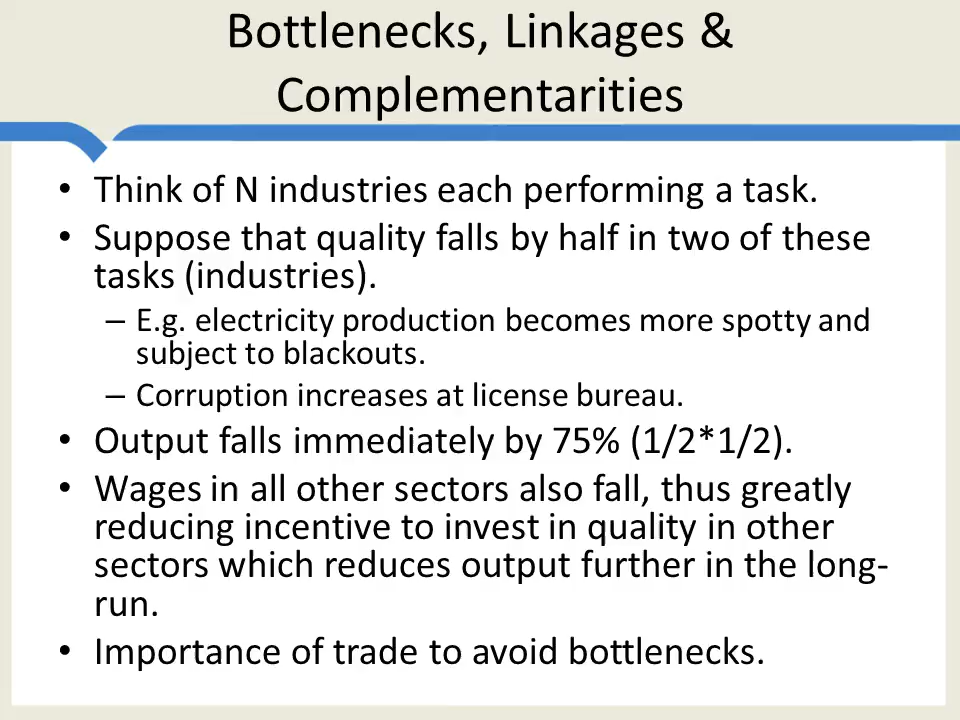 Bottlenecks, Linkages &
Complementarities
• Think of N industries each performing a task.
• Suppose that quality falls by half in two of these
tasks (industries).
– E.g. electricity production becomes more spotty and
subject to blackouts.
– Corruption increases at license bureau.
• Output falls immediately by 75% (1/2*1/2).
• Wages in all other sectors also fall, thus greatly
reducing incentive to invest in quality in other
sectors which reduces output further in the long-
run.
• Importance of trade to avoid bottlenecks.